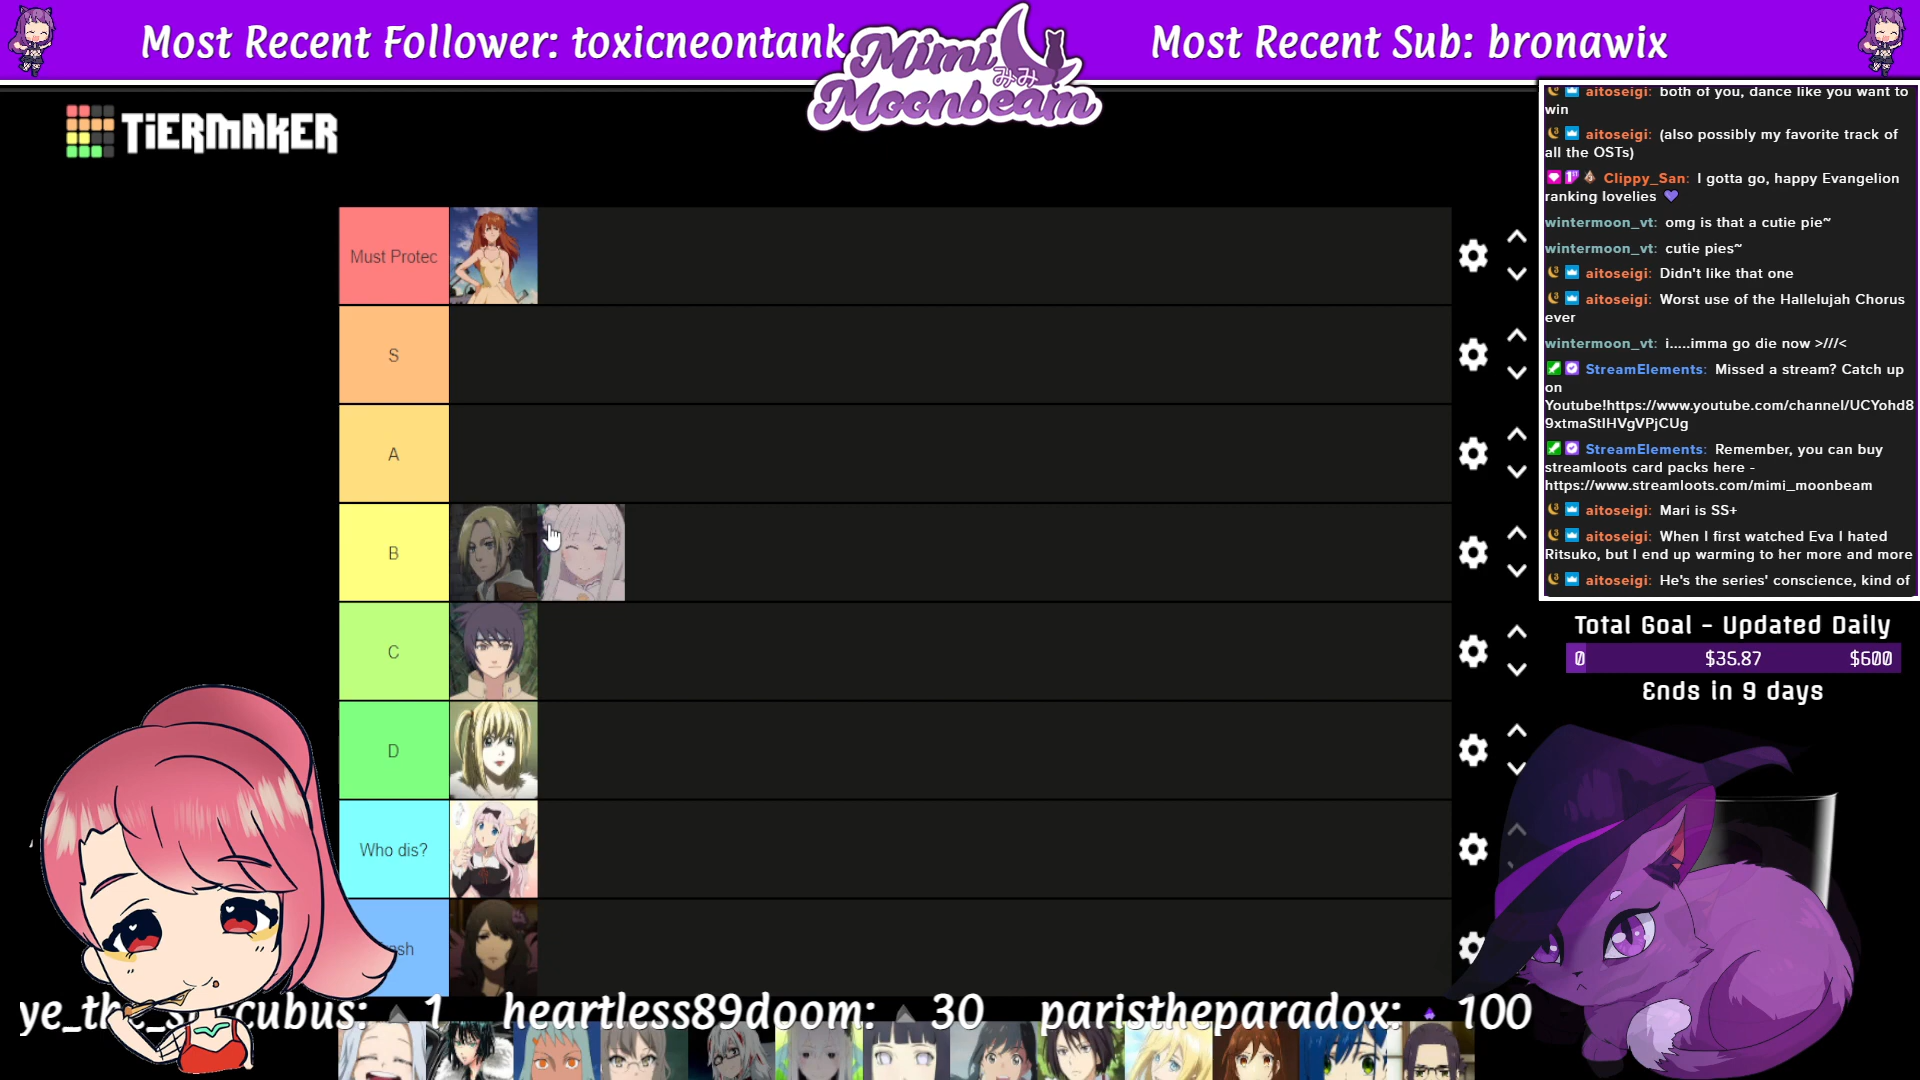 Most Recent Follower: toxicneontank
Mimi
みみ
Moonbeam
Most Recent Sub: bronawix
TiERMAKER
Must Protec
S
A
B
C
D
Who dis?
aitoseigi: both of you, dance like you want to
win
aitoseigi: (also possibly my favorite track of
all the OSTs)
Clippy_San: I gotta go, happy Evangelion
ranking lovelies 💜
wintermoon_vt: omg is that a cutie pie~
wintermoon_vt: cutie pies~
aitoseigi: Didn't like that one
aitoseigi: Worst use of the Hallelujah Chorus
ever
wintermoon_vt: i.....imma go die now >///<
StreamElements: Missed a stream? Catch up
on
Youtube!https://www.youtube.com/channel/UCYohd8
9xtmaStIHVgVPjCUg
StreamElements: Remember, you can buy
streamloots card packs here -
https://www.streamloots.com/mimi_moonbeam
aitoseigi: Mari is SS+
aitoseigi: When I first watched Eva I hated
Ritsuko, but I end up warming to her more and more
aitoseigi: He's the series' conscience, kind of
Total Goal - Updated Daily
0 $35.87 $600
Ends in 9 days
heartless89doom: 30 paristheparadox: 100